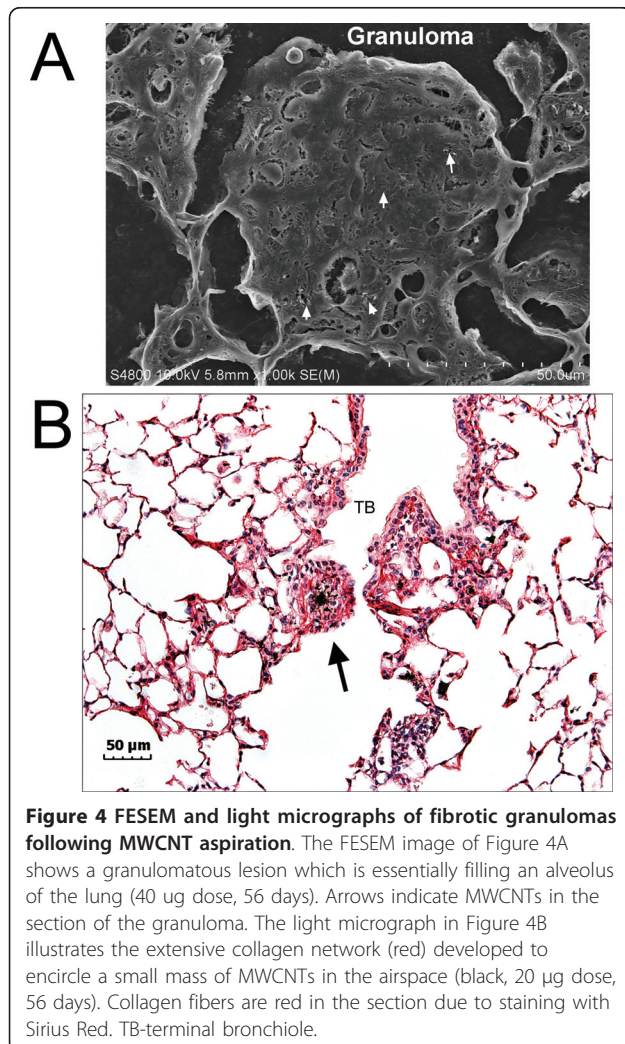 A
Granuloma
S4800 10.0kV 5.8mm x1.00k SE(M)
50.0um
B
TB
50 µm
Figure 4 FESEM and light micrographs of fibrotic granulomas
following MWCNT aspiration. The FESEM image of Figure 4A
shows a granulomatous lesion which is essentially filling an alveolus
of the lung (40 ug dose, 56 days). Arrows indicate MWCNTs in the
section of the granuloma. The light micrograph in Figure 4B
illustrates the extensive collagen network (red) developed to
encircle a small mass of MWCNTs in the airspace (black, 20 μg dose,
56 days). Collagen fibers are red in the section due to staining with
Sirius Red. TB-terminal bronchiole.